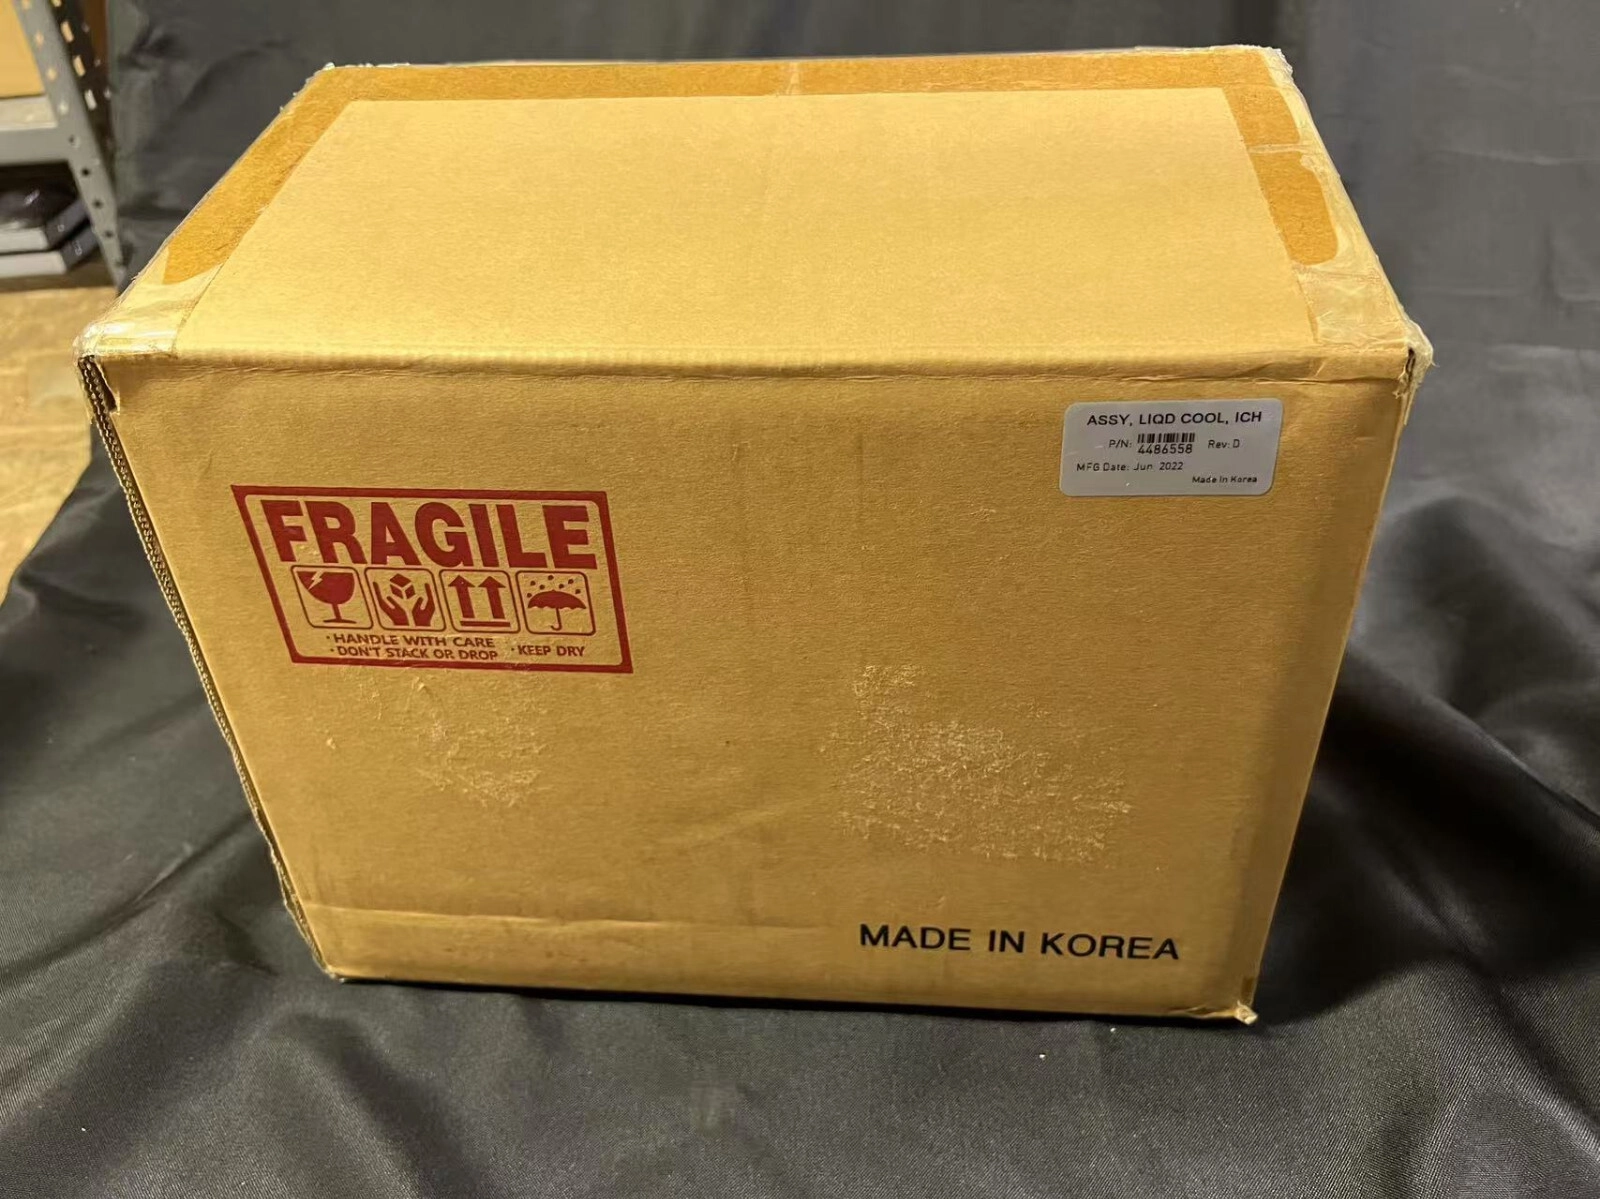 ASSY, LIQD COOL, ICH
P/N: 4486558 Rev: D
MFG Date: Jun 2022
Made In Korea
FRAGILE
· HANDLE WITH CARE
· DON'T STACK OR DROP · KEEP DRY
MADE IN KOREA